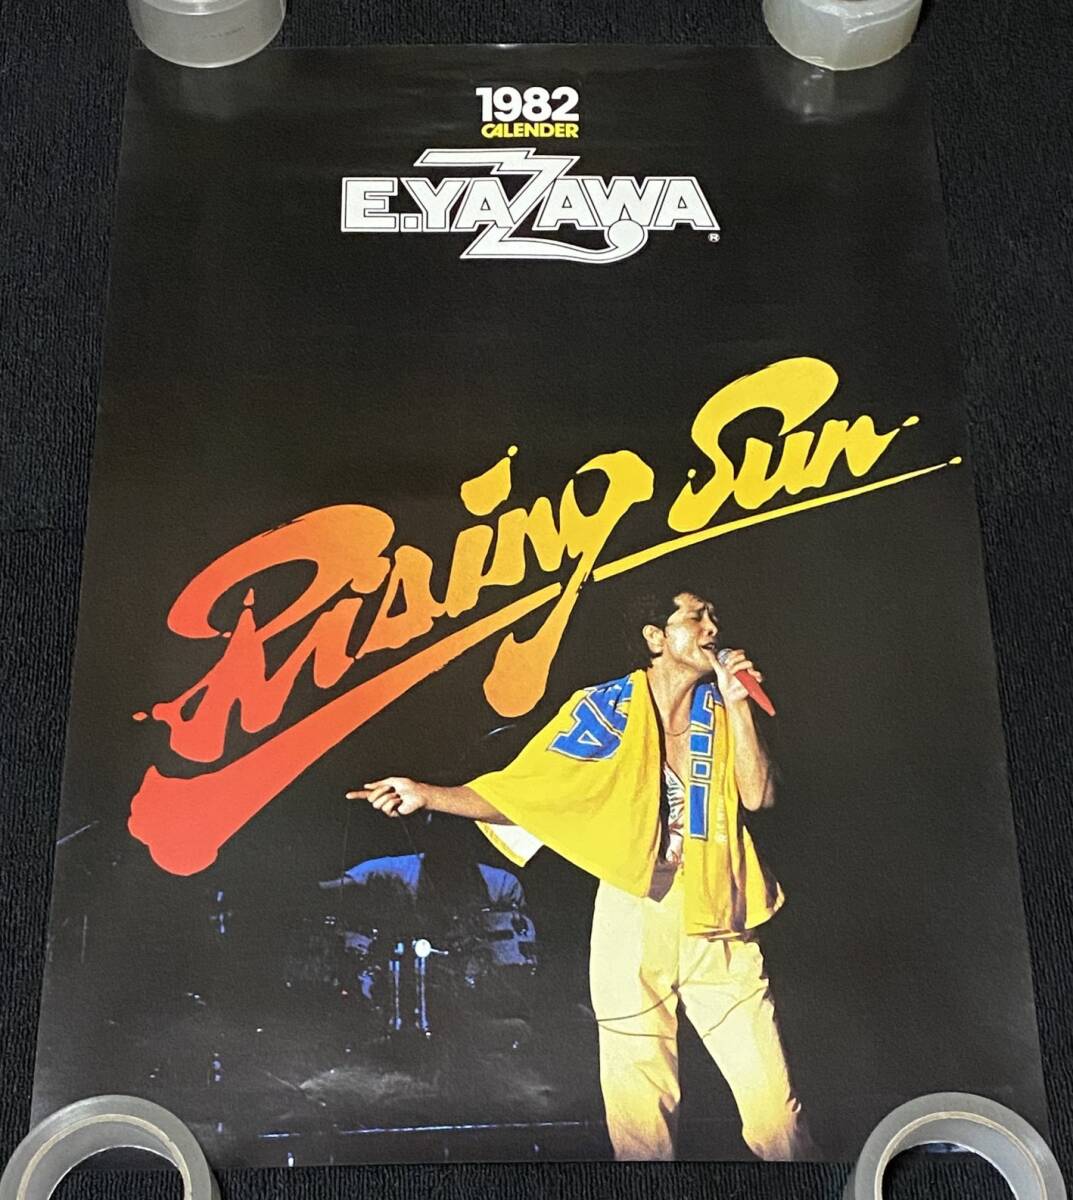 1982
CALENDER
E.YAZAWA®
Rising Sun